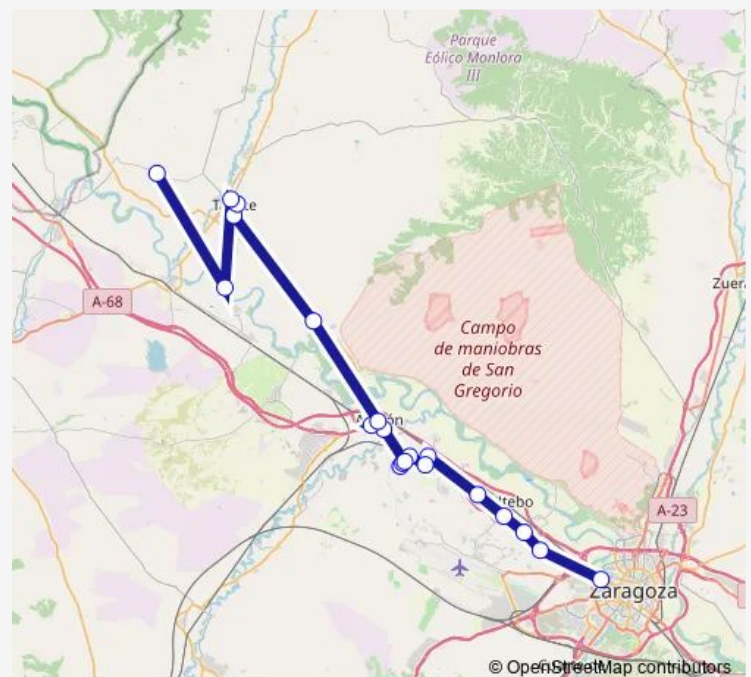 Parque
Eólico Monlora
III
A-68
Zuera
Campo
de maniobras
de San
Gregorio
A-23
Zaragoza
© OpenStreetMap contributors